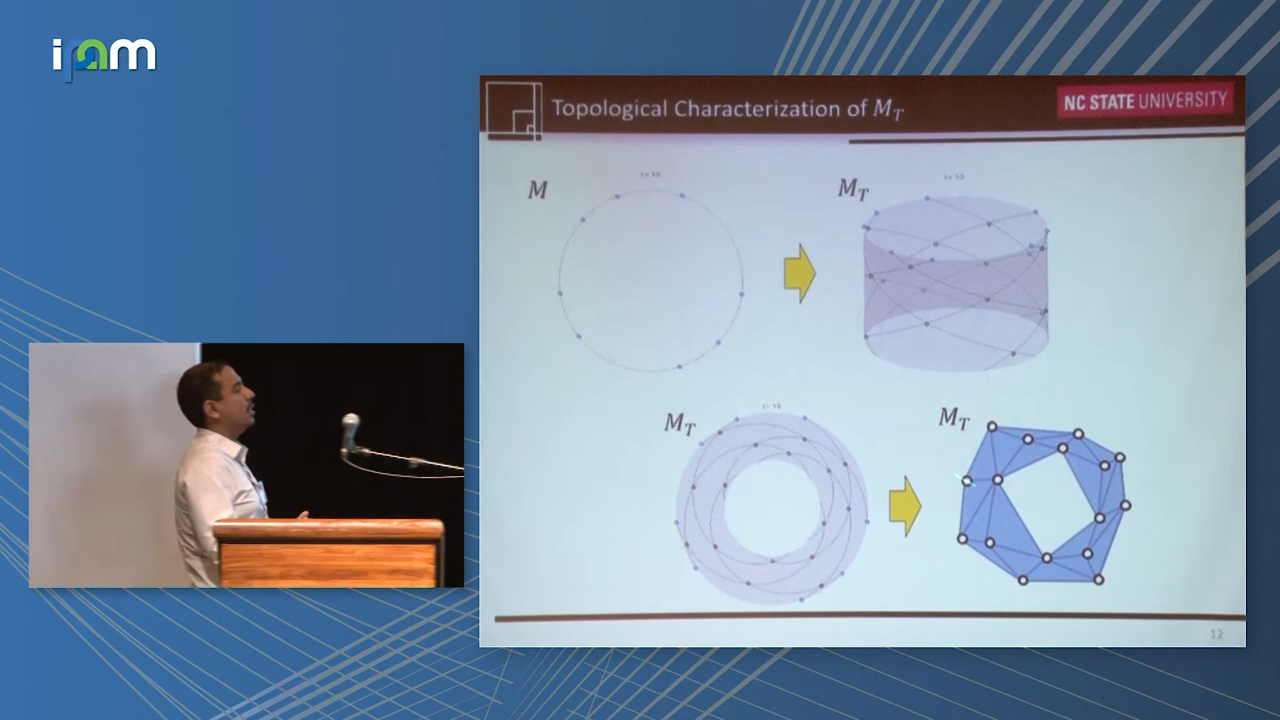 ipam
Topological Characterization of M_T
NC STATE UNIVERSITY
M
M_T
M_T
M_T
12